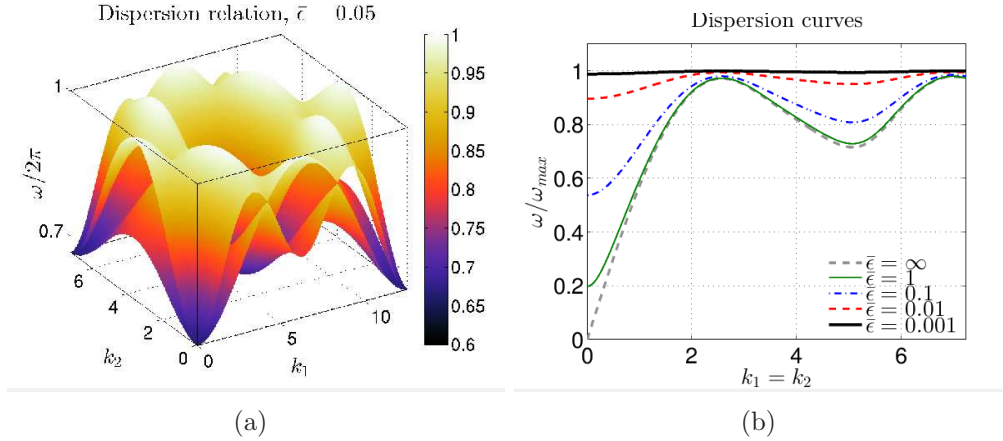 Dispersion relation, ε̄ 0.05
1
ω/2π
0.7
6
4
2
0
k₂
0
5
10
k₁
1
0.95
0.9
0.85
0.8
0.75
0.7
0.65
0.6
(a)
Dispersion curves
1
0.8
0.6
0.4
0.2
0
ω/ω_max
0 2 4 6
k₁ = k₂
ε̄ = ∞
ε̄ = 1
ε̄ = 0.1
ε̄ = 0.01
ε̄ = 0.001
(b)